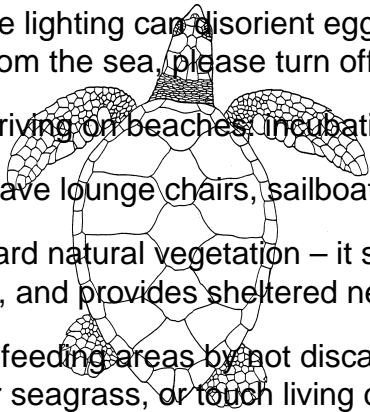 e lighting can disorient egg
om the sea, please turn off
riving on beaches: incubati
ave lounge chairs, sailboat
ard natural vegetation – it s
, and provides sheltered ne
feeding areas by not disca
r seagrass, or touch living c